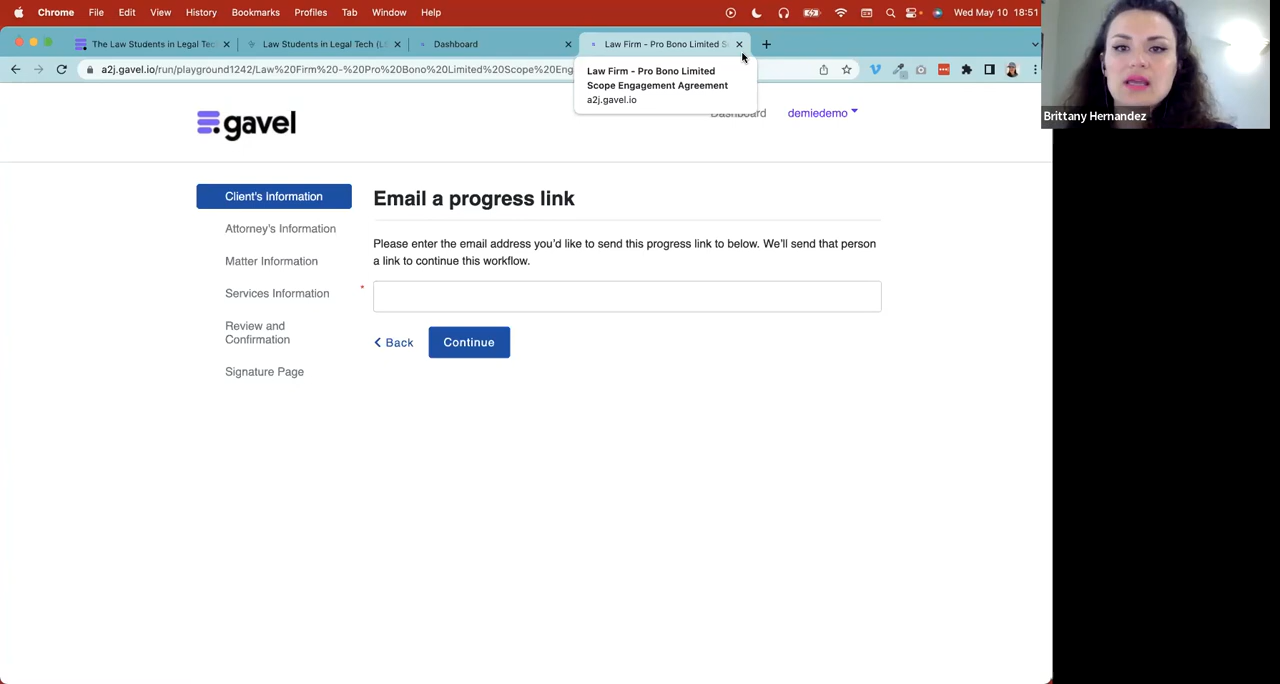 Chrome File Edit View History Bookmarks Profiles Tab Window Help Wed May 10 18:51
The Law Students in Legal Tec Law Students in Legal Tech (L Dashboard Law Firm - Pro Bono Limited S
a2j.gavel.io/run/playground1242/Law%20Firm%20-%20Pro%20Bono%20Limited%20Scope%20Eng
Law Firm - Pro Bono Limited
Scope Engagement Agreement
a2j.gavel.io
Brittany Hernandez
gavel
Dashboard demiedemo
Client's Information
Attorney's Information
Matter Information
Services Information
Review and
Confirmation
Signature Page
Email a progress link
Please enter the email address you'd like to send this progress link to below. We'll send that person
a link to continue this workflow.
*
Back Continue